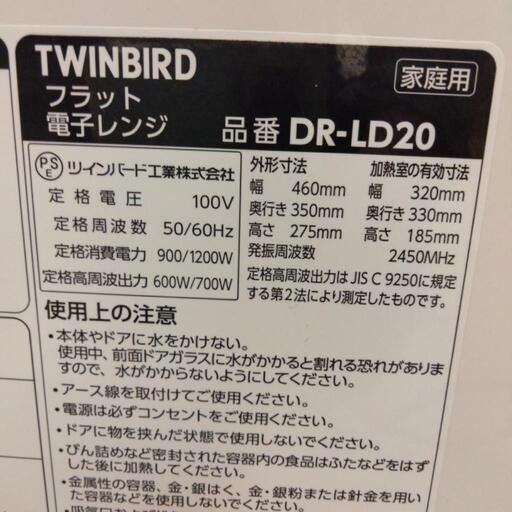 TWINBIRD
フラット
電子レンジ
家庭用
品番 DR-LD20
PSE ツインバード工業株式会社
定格電圧 100V
定格周波数 50/60Hz
定格消費電力 900/1200W
定格高周波出力 600W/700W
外形寸法 加熱室の有効寸法
幅 460mm 幅 320mm
奥行き350mm 奥行き330mm
高さ 275mm 高さ 185mm
発振周波数 2450MHz
定格高周波出力はJIS C 9250に規定
する第2法により測定したものです。
使用上の注意
・本体やドアに水をかけない。
使用中、前面ドアガラスに水がかかると割れる恐れがありま
すので、水がかからないようにしてください。
・アース線を取付けてご使用ください。
・電源は必ずコンセントをご使用ください。
・ドアに物を挟んだ状態で使用しないでください。
・びん詰めなど密封された容器内の食品はふたなどをはず
した後に加熱してください。
・金属性の容器、金・銀はく、金・銀粉または針金を用い
た容器などを使用しないでください。